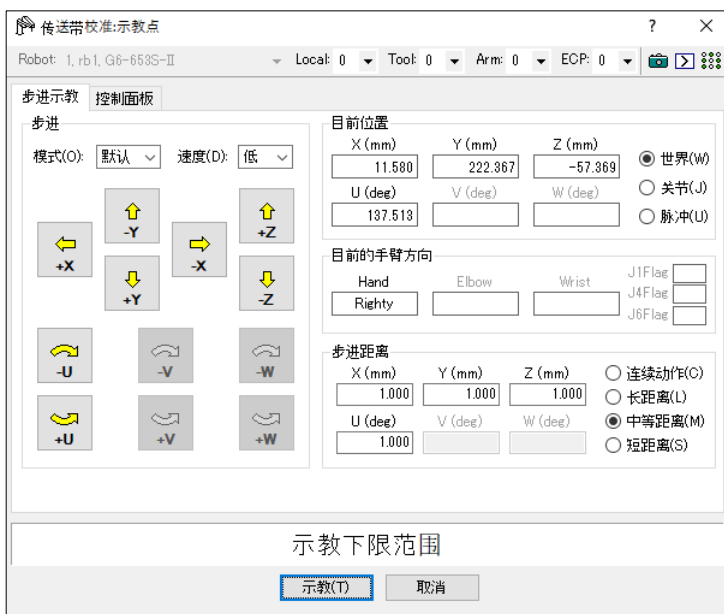 传送带校准:示教点 ?
Robot: 1, rb1, G6-653S-II Local: 0 Tool: 0 Arm: 0 ECP: 0
步进示教 控制面板
步进
模式(O): 默认 速度(D): 低
-Y +Z
+X -X
+Y -Z
-U -V -W
+U +V +W
目前位置
X (mm) Y (mm) Z (mm)
11.580 222.367 -57.369
U (deg) V (deg) W (deg)
137.513
世界(W)
关节(J)
脉冲(U)
目前的手臂方向
Hand Elbow Wrist
Righty
J1Flag
J4Flag
J6Flag
步进距离
X (mm) Y (mm) Z (mm)
1.000 1.000 1.000
U (deg) V (deg) W (deg)
1.000
连续动作(C)
长距离(L)
中等距离(M)
短距离(S)
示教下限范围
示教(T) 取消